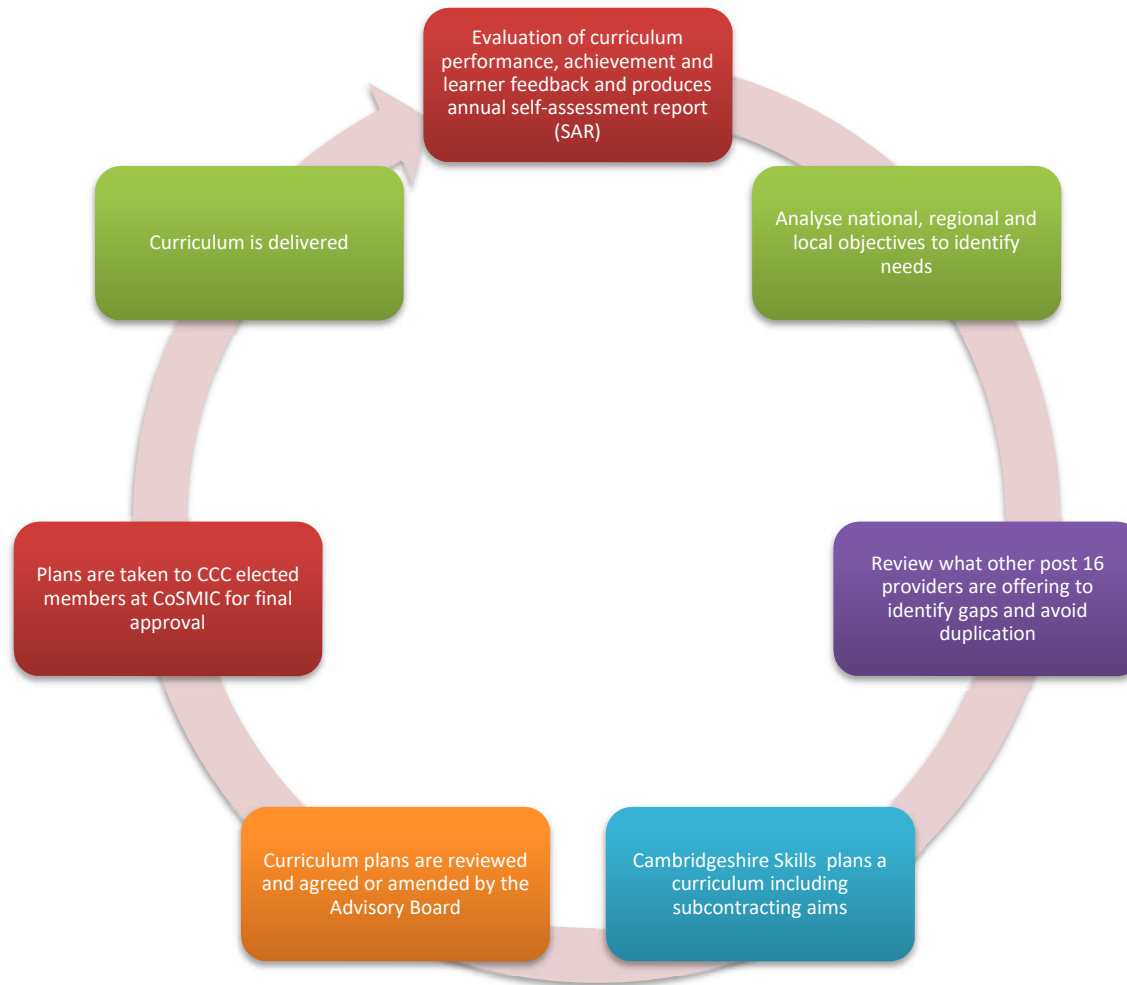 Evaluation of curriculum
performance, achievement and
learner feedback and produces
annual self-assessment report
(SAR)
Analyse national, regional and
local objectives to identify
needs
Review what other post 16
providers are offering to
identify gaps and avoid
duplication
Cambridgeshire Skills  plans a
curriculum including
subcontracting aims
Curriculum plans are reviewed
and agreed or amended by the
Advisory Board
Plans are taken to CCC elected
members at CoSMIC for final
approval
Curriculum is delivered